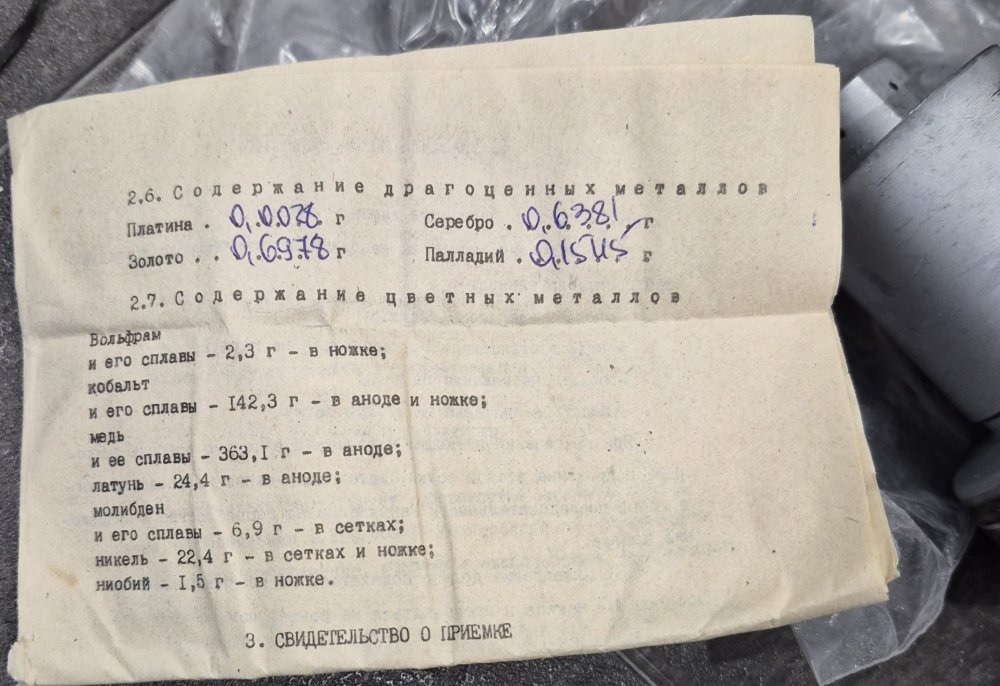 2.6. Содержание драгоценных металлов
Платина . 0,0028 г Серебро . 0,6381 г
Золото . . 0,6978 г Палладий . 0,1545 г
2.7. Содержание цветных металлов
Вольфрам
и его сплавы - 2,3 г - в ножке;
кобальт
и его сплавы - 142,3 г - в аноде и ножке;
медь
и ее сплавы - 363,1 г - в аноде;
латунь - 24,4 г - в аноде;
молибден
и его сплавы - 6,9 г - в сетках;
никель - 22,4 г - в сетках и ножке;
ниобий - 1,5 г - в ножке.
3. СВИДЕТЕЛЬСТВО О ПРИЕМКЕ